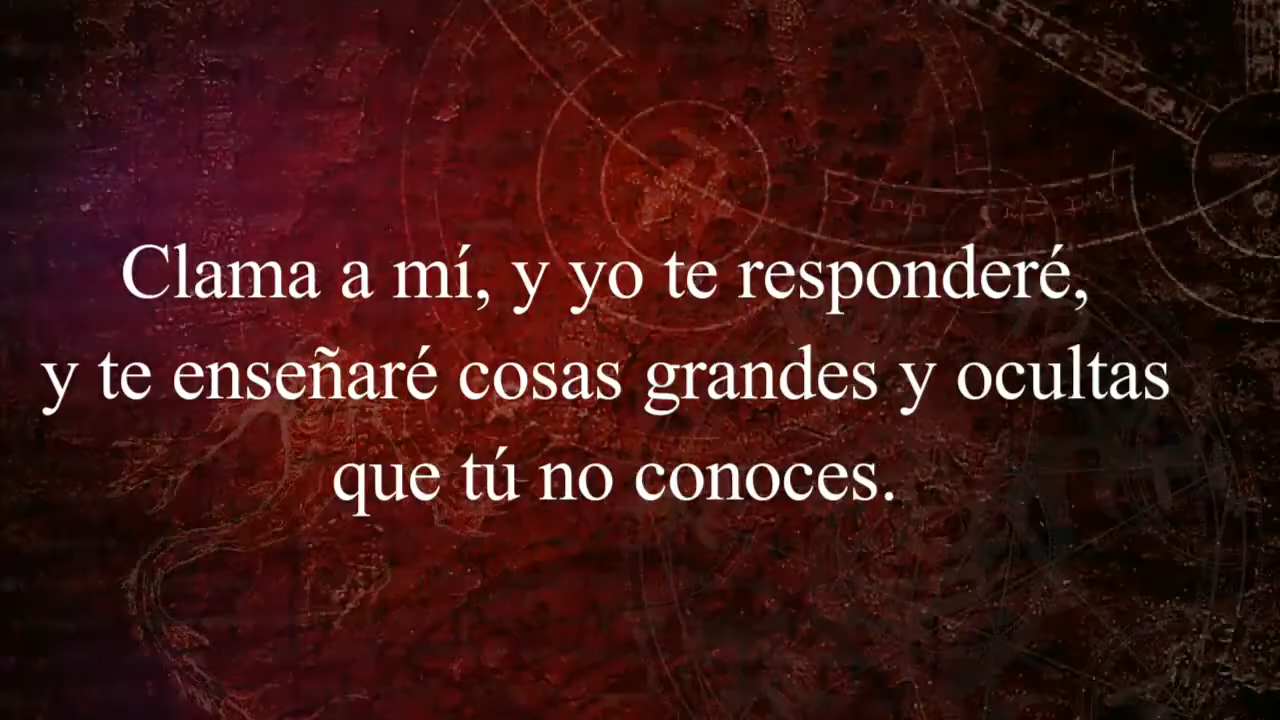 Clama a mí, y yo te responderé,
y te enseñaré cosas grandes y ocultas
que tú no conoces.